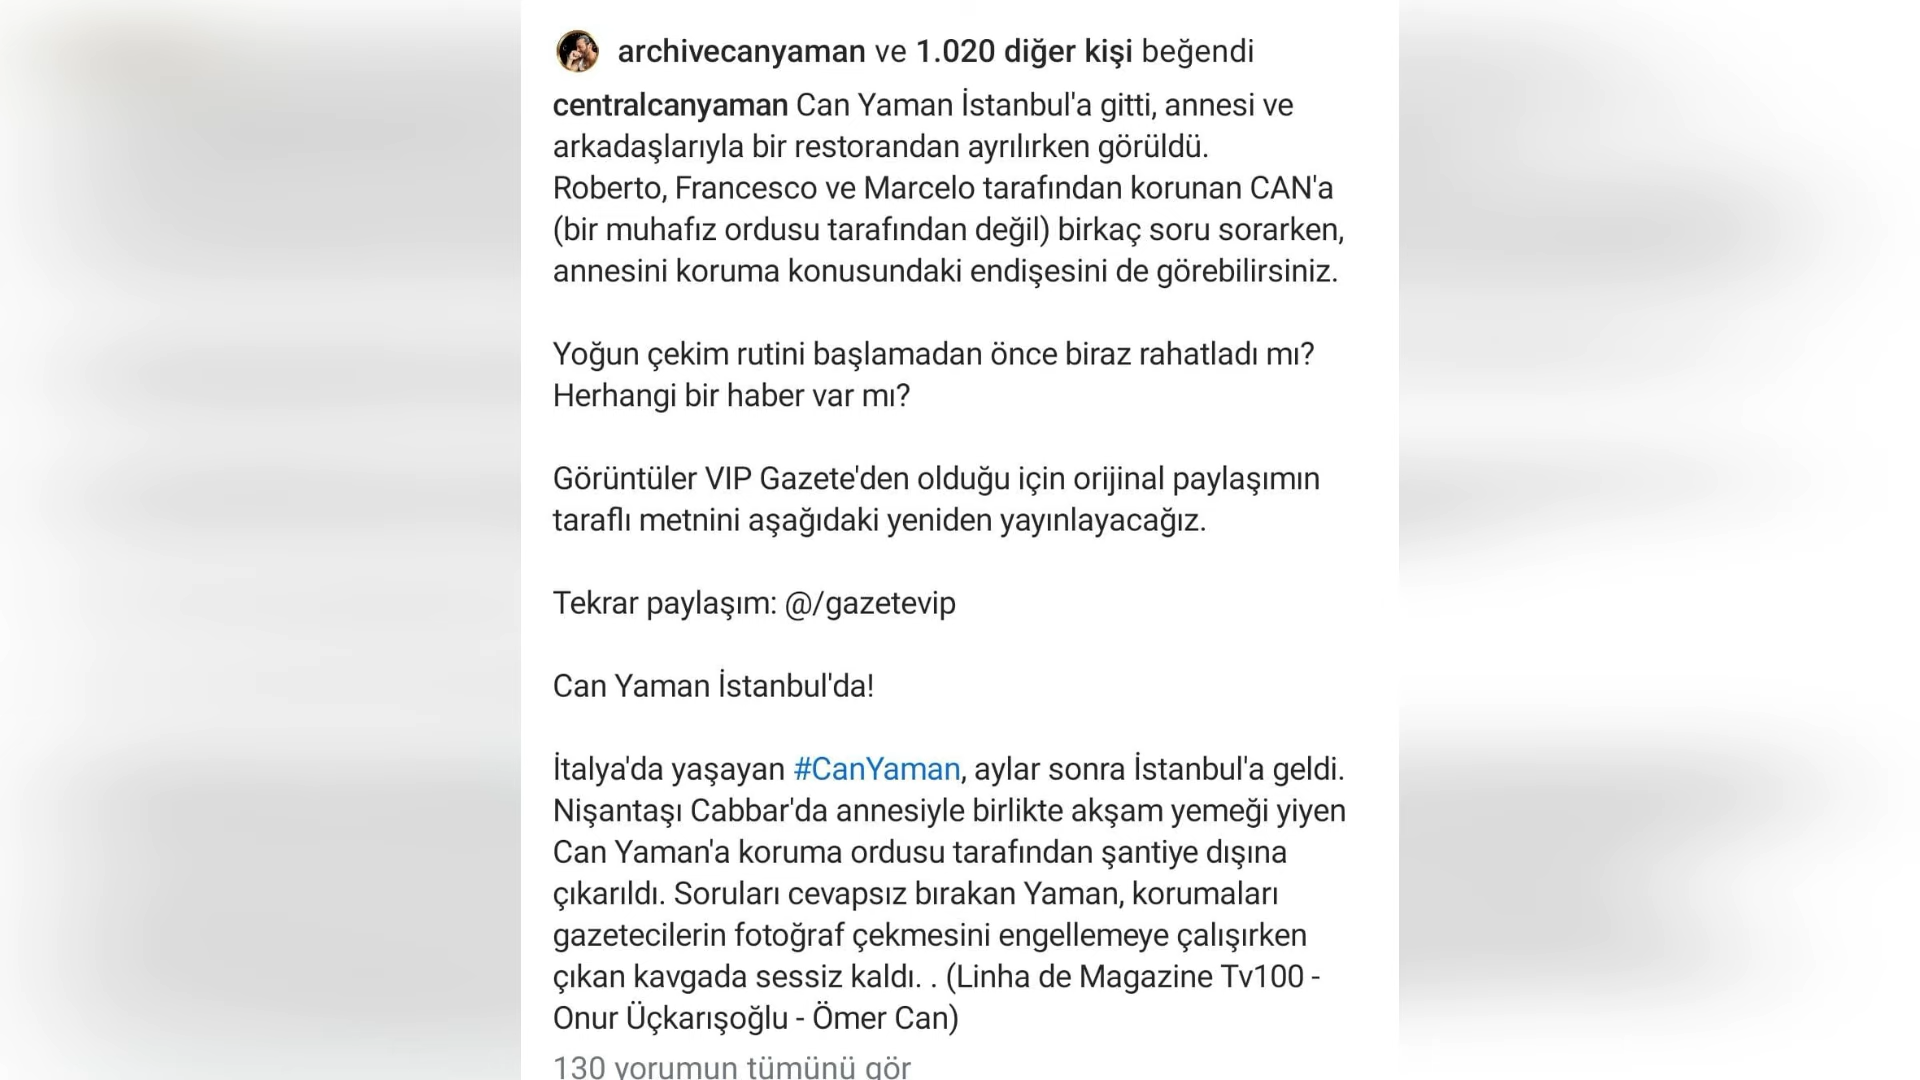 archivecanyaman ve 1.020 diğer kişi beğendi
centralcanyaman Can Yaman İstanbul'a gitti, annesi ve
arkadaşlarıyla bir restorandan ayrılırken görüldü.
Roberto, Francesco ve Marcelo tarafından korunan CAN'a
(bir muhafız ordusu tarafından değil) birkaç soru sorarken,
annesini koruma konusundaki endişesini de görebilirsiniz.
Yoğun çekim rutini başlamadan önce biraz rahatladı mı?
Herhangi bir haber var mı?
Görüntüler VIP Gazete'den olduğu için orijinal paylaşımın
taraflı metnini aşağıdaki yeniden yayınlayacağız.
Tekrar paylaşım: @/gazetevip
Can Yaman İstanbul'da!
İtalya'da yaşayan #CanYaman, aylar sonra İstanbul'a geldi.
Nişantaşı Cabbar'da annesiyle birlikte akşam yemeği yiyen
Can Yaman'a koruma ordusu tarafından şantiye dışına
çıkarıldı. Soruları cevapsız bırakan Yaman, korumaları
gazetecilerin fotoğraf çekmesini engellemeye çalışırken
çıkan kavgada sessiz kaldı. . (Linha de Magazine Tv100 -
Onur Üçkarışoğlu - Ömer Can)
130 yorumun tümünü gör